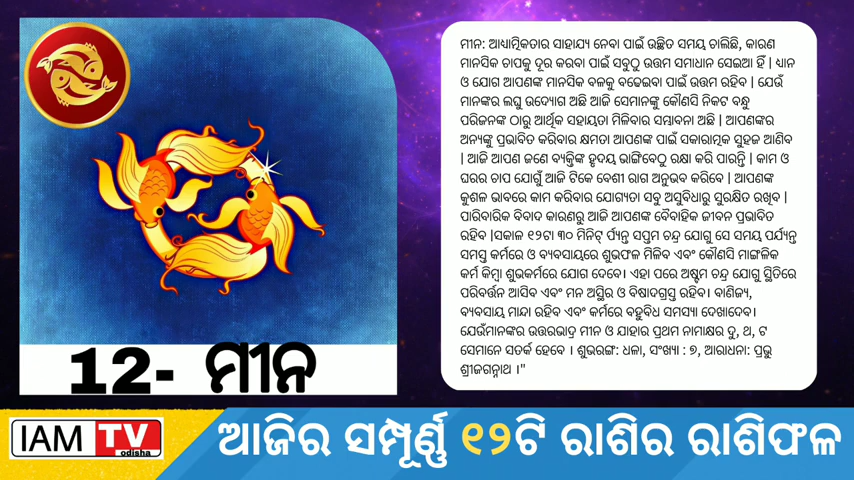 ମୀନ: ଆଧ୍ୟାତ୍ମିକତାର ସାହାଯ୍ୟ ନେବା ପାଇଁ ଉଚ୍ଛିତ ସମୟ ଚାଲିଛି, କାରଣ
ମାନସିକ ଚାପକୁ ଦୂର କରବା ପାଇଁ ସବୁଠୁ ଉତ୍ତମ ସମାଧାନ ସେଇଆ ହିଁ | ଧ୍ୟାନ
ଓ ଯୋଗ ଆପଣଙ୍କ ମାନସିକ ବଳକୁ ବଢେଇବା ପାଇଁ ଉତ୍ତମ ରହିବ | ଯେଉଁ
ମାନଙ୍କର ଲଘୁ ଉଦ୍ୟୋଗ ଅଛି ଆଜି ସେମାନଙ୍କୁ କୌଣସି ନିକଟ ବନ୍ଧୁ
ପରିଜନଙ୍କ ଠାରୁ ଆର୍ଥିକ ସହାୟତା ମିଳିବାର ସମ୍ଭାବନା ଅଛି | ଆପଣଙ୍କର
ଅନ୍ୟକୁ ପ୍ରଭାବିତ କରିବାର କ୍ଷମତା ଆପଣଙ୍କ ପାଇଁ ସକାରାତ୍ମକ ସୁହଜ ଆଣିବ
| ଆଜି ଆପଣ ଜଣେ ବ୍ୟକ୍ତିଙ୍କ ହୃଦୟ ଭାଙ୍ଗିବେଠୁ ରକ୍ଷା କରି ପାରନ୍ତି | କାମ ଓ
ଘରର ଚାପ ଯୋଗୁଁ ଆଜି ଟିକେ ବେଶୀ ରାଗ ଅନୁଭବ କରିବେ | ଆପଣଙ୍କ
କୁଶଳ ଭାବରେ କାମ କରିବାର ଯୋଗ୍ୟତା ସବୁ ଅସୁବିଧାରୁ ସୁରକ୍ଷିତ ରଖିବ |
ପାରିବାରିକ ବିବାଦ କାରଣରୁ ଆଜି ଆପଣଙ୍କ ବୈବାହିକ ଜୀବନ ପ୍ରଭାବିତ
ରହିବ |ସକାଳ ୧୨ଟା ୩୦ ମିନିଟ୍ ର୍ପ୍ୟନ୍ତ ସପ୍ତମ ଚନ୍ଦ୍ର ଯୋଗୁ ସେ ସମୟ ପର୍ଯ୍ୟନ୍ତ
ସମସ୍ତ କର୍ମରେ ଓ ବ୍ୟବସାୟରେ ଶୁଭଫଳ ମିଳିବ ଏବଂ କୌଣସି ମାଙ୍ଗଳିକ
କର୍ମ କିମ୍ବା ଶୁଭକର୍ମରେ ଯୋଗ ଦେବେ। ଏହା ପରେ ଅଷ୍ଟମ ଚନ୍ଦ୍ର ଯୋଗୁ ସ୍ଥିତିରେ
ପରିବର୍ତ୍ତନ ଆସିବ ଏବଂ ମନ ଅସ୍ଥିର ଓ ବିଷାଦଗ୍ରସ୍ତ ରହିବ। ବାଣିଜ୍ୟ,
ବ୍ୟବସାୟ ମାନ୍ଦା ରହିବ ଏବଂ କର୍ମରେ ବହୁବିଧ ସମସ୍ୟା ଦେଖାଦେବ।
ଯେଉଁମାନଙ୍କର ଉତ୍ତରଭାଦ୍ର ମୀନ ଓ ଯାହାର ପ୍ରଥମ ନାମାକ୍ଷର ଦୁ, ଥ, ଟ
ସେମାନେ ସତର୍କ ହେବେ । ଶୁଭରଙ୍ଗ: ଧଳା, ସଂଖ୍ୟା : ୭, ଆରାଧନା: ପ୍ରଭୁ
ଶ୍ରୀଜଗନ୍ନାଥ ।"
12- ମୀନ
IAM TV
odisha
ଆଜିର ସମ୍ପୂର୍ଣ୍ଣ ୧୨ଟି ରାଶିର ରାଶିଫଳ